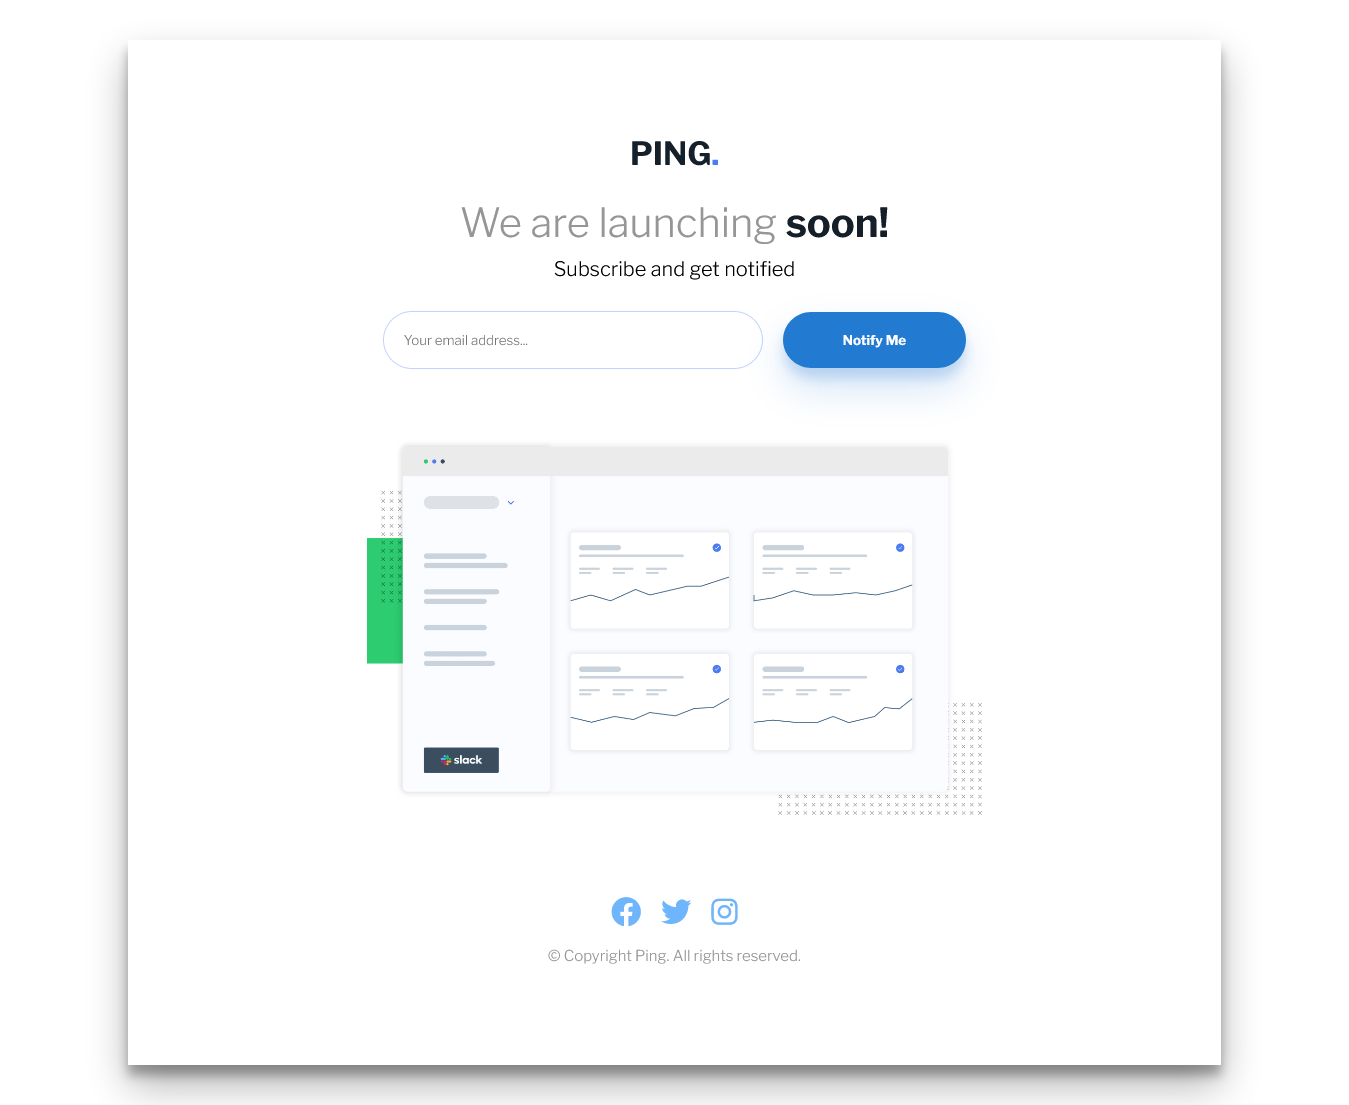 PING.
We are launching soon!
Subscribe and get notified
Your email address...
Notify Me
slack
© Copyright Ping. All rights reserved.